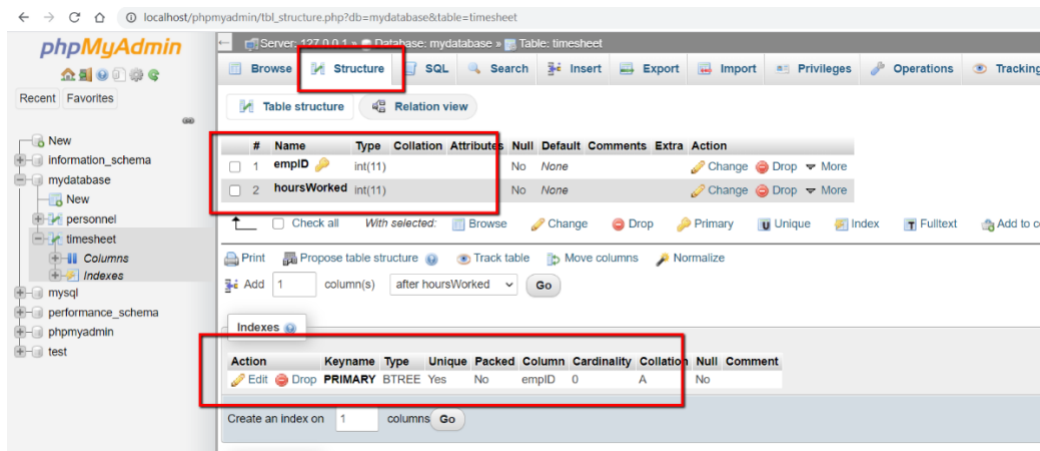 localhost/phpmyadmin/tbl_structure.php?db=mydatabase&table=timesheet
phpMyAdmin
Recent Favorites
New
information_schema
mydatabase
New
personnel
timesheet
Columns
Indexes
mysql
performance_schema
phpmyadmin
test
Server: 127.0.0.1 » Database: mydatabase » Table: timesheet
Browse Structure SQL Search Insert Export Import Privileges Operations Tracking
Table structure Relation view
# Name Type Collation Attributes Null Default Comments Extra Action
1 empID int(11) No None Change Drop More
2 hoursWorked int(11) No None Change Drop More
Check all With selected: Browse Change Drop Primary Unique Index Fulltext Add to c
Print Propose table structure Track table Move columns Normalize
Add 1 column(s) after hoursWorked Go
Indexes
Action Keyname Type Unique Packed Column Cardinality Collation Null Comment
Edit Drop PRIMARY BTREE Yes No empID 0 A No
Create an index on 1 columns Go